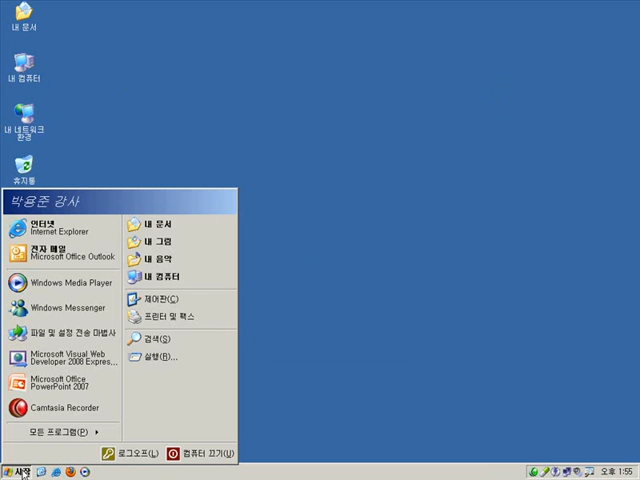 내 문서
내 컴퓨터
내 네트워크
환경
휴지통
박용준 강사
인터넷
Internet Explorer
전자 메일
Microsoft Office Outlook
Windows Media Player
Windows Messenger
파일 및 설정 전송 마법사
Microsoft Visual Web
Developer 2008 Expres...
Microsoft Office
PowerPoint 2007
Camtasia Recorder
모든 프로그램(P)
내 문서
내 그림
내 음악
내 컴퓨터
제어판(C)
프린터 및 팩스
검색(S)
실행(R)...
로그오프(L)
컴퓨터 끄기(U)
시작
오후 1:55